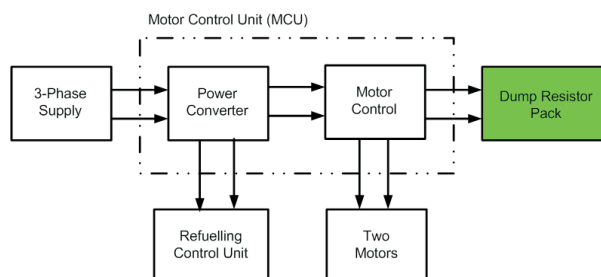 Motor Control Unit (MCU)
3-Phase
Supply
Power
Converter
Motor
Control
Dump Resistor
Pack
Refuelling
Control Unit
Two
Motors